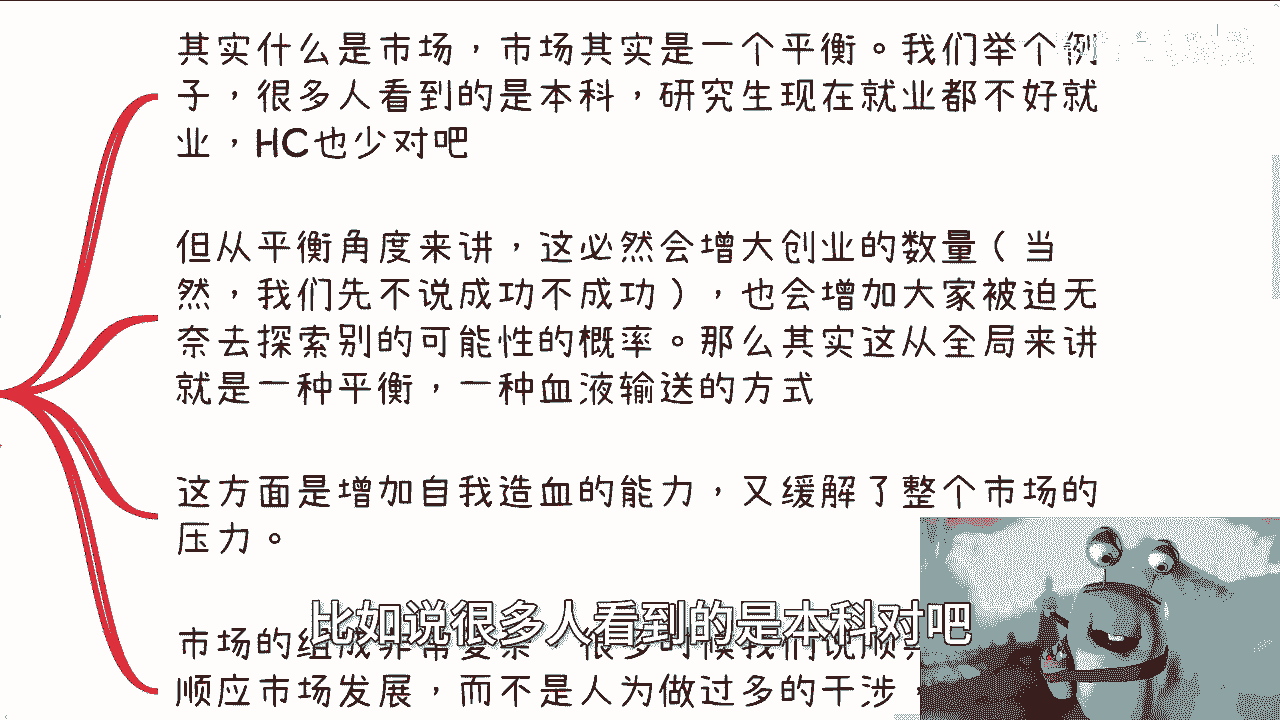 其实什么是市场，市场其实是一个平衡。我们举个例
子，很多人看到的是本科，研究生现在就业都不好就
业，HC也少对吧
但从平衡角度来讲，这必然会增大创业的数量（当
然，我们先不说成功不成功），也会增加大家被迫无
奈去探索别的可能性的概率。那么其实这从全局来讲
就是一种平衡，一种血液输送的方式
这方面是增加自我造血的能力，又缓解了整个市场的
压力。
比如说很多人看到的是本科对吧
市场的组成非常复杂 很多时候我们说顺
顺应市场发展，而不是人为做过多的干涉，